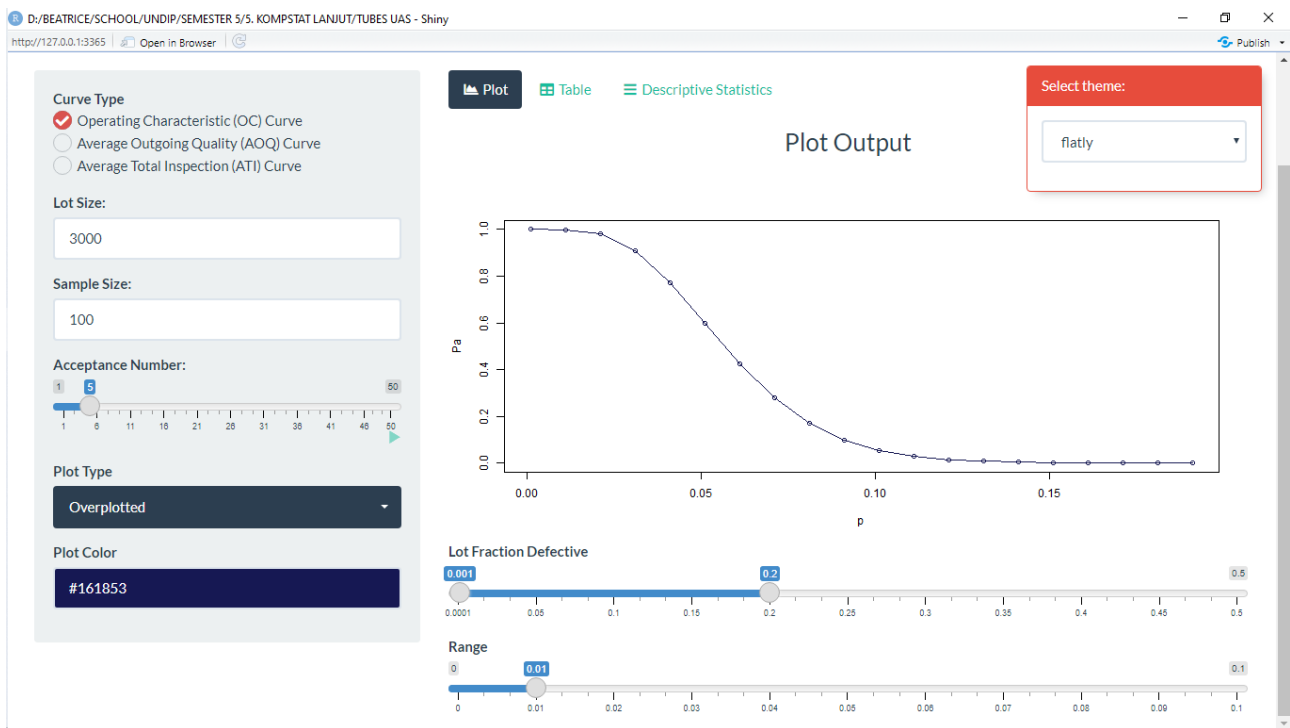 D:/BEATRICE/SCHOOL/UNDIP/SEMESTER 5/5. KOMPSTAT LANJUT/TUBES UAS - Shiny
http://127.0.0.1:3365 Open in Browser Publish
Curve Type
Operating Characteristic (OC) Curve
Average Outgoing Quality (AOQ) Curve
Average Total Inspection (ATI) Curve
Lot Size:
3000
Sample Size:
100
Acceptance Number:
1 5 50
1 6 11 16 21 26 31 36 41 46 50
Plot Type
Overplotted
Plot Color
#161853
Plot Table Descriptive Statistics
Select theme:
flatly
Plot Output
1.0
0.8
0.6
0.4
0.2
0.0
Pa
0.00 0.05 0.10 0.15
p
Lot Fraction Defective
0.001 0.2 0.5
0.0001 0.05 0.1 0.15 0.2 0.25 0.3 0.35 0.4 0.45 0.5
Range
0 0.01 0.1
0 0.01 0.02 0.03 0.04 0.05 0.06 0.07 0.08 0.09 0.1